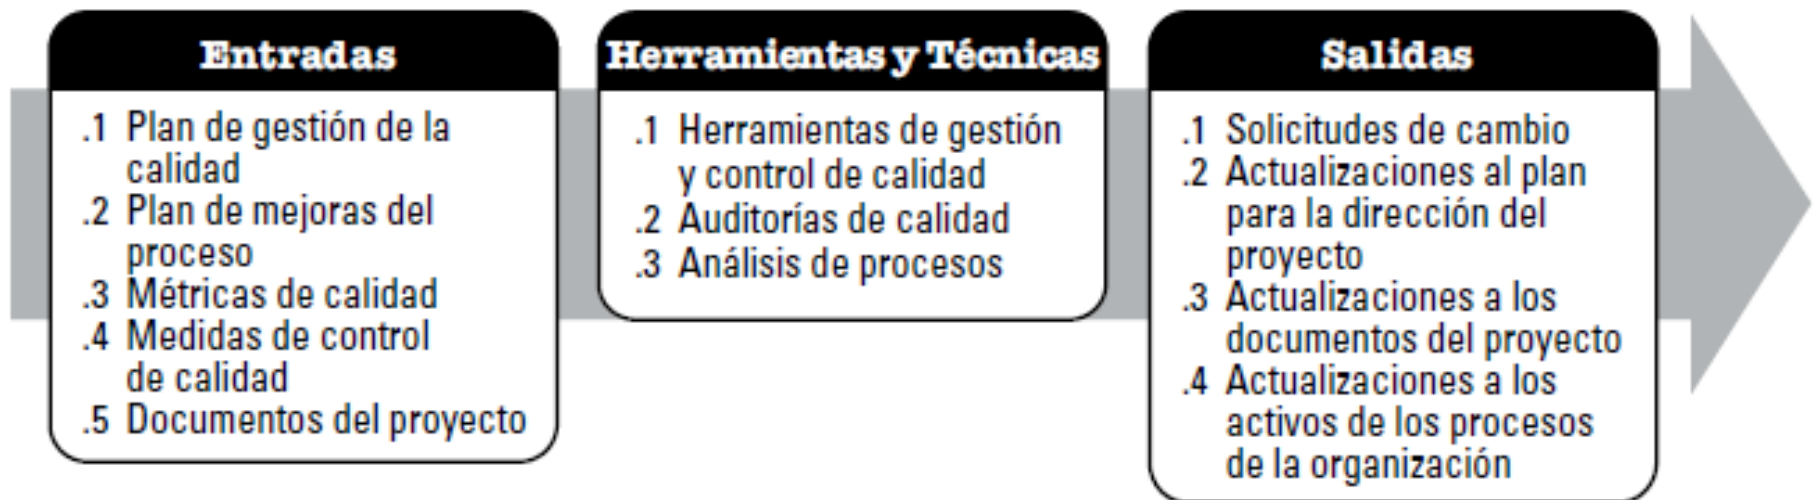 Entradas
.1 Plan de gestión de la
calidad
.2 Plan de mejoras del
proceso
.3 Métricas de calidad
.4 Medidas de control
de calidad
.5 Documentos del proyecto
Herramientas y Técnicas
.1 Herramientas de gestión
y control de calidad
.2 Auditorías de calidad
.3 Análisis de procesos
Salidas
.1 Solicitudes de cambio
.2 Actualizaciones al plan
para la dirección del
proyecto
.3 Actualizaciones a los
documentos del proyecto
.4 Actualizaciones a los
activos de los procesos
de la organización